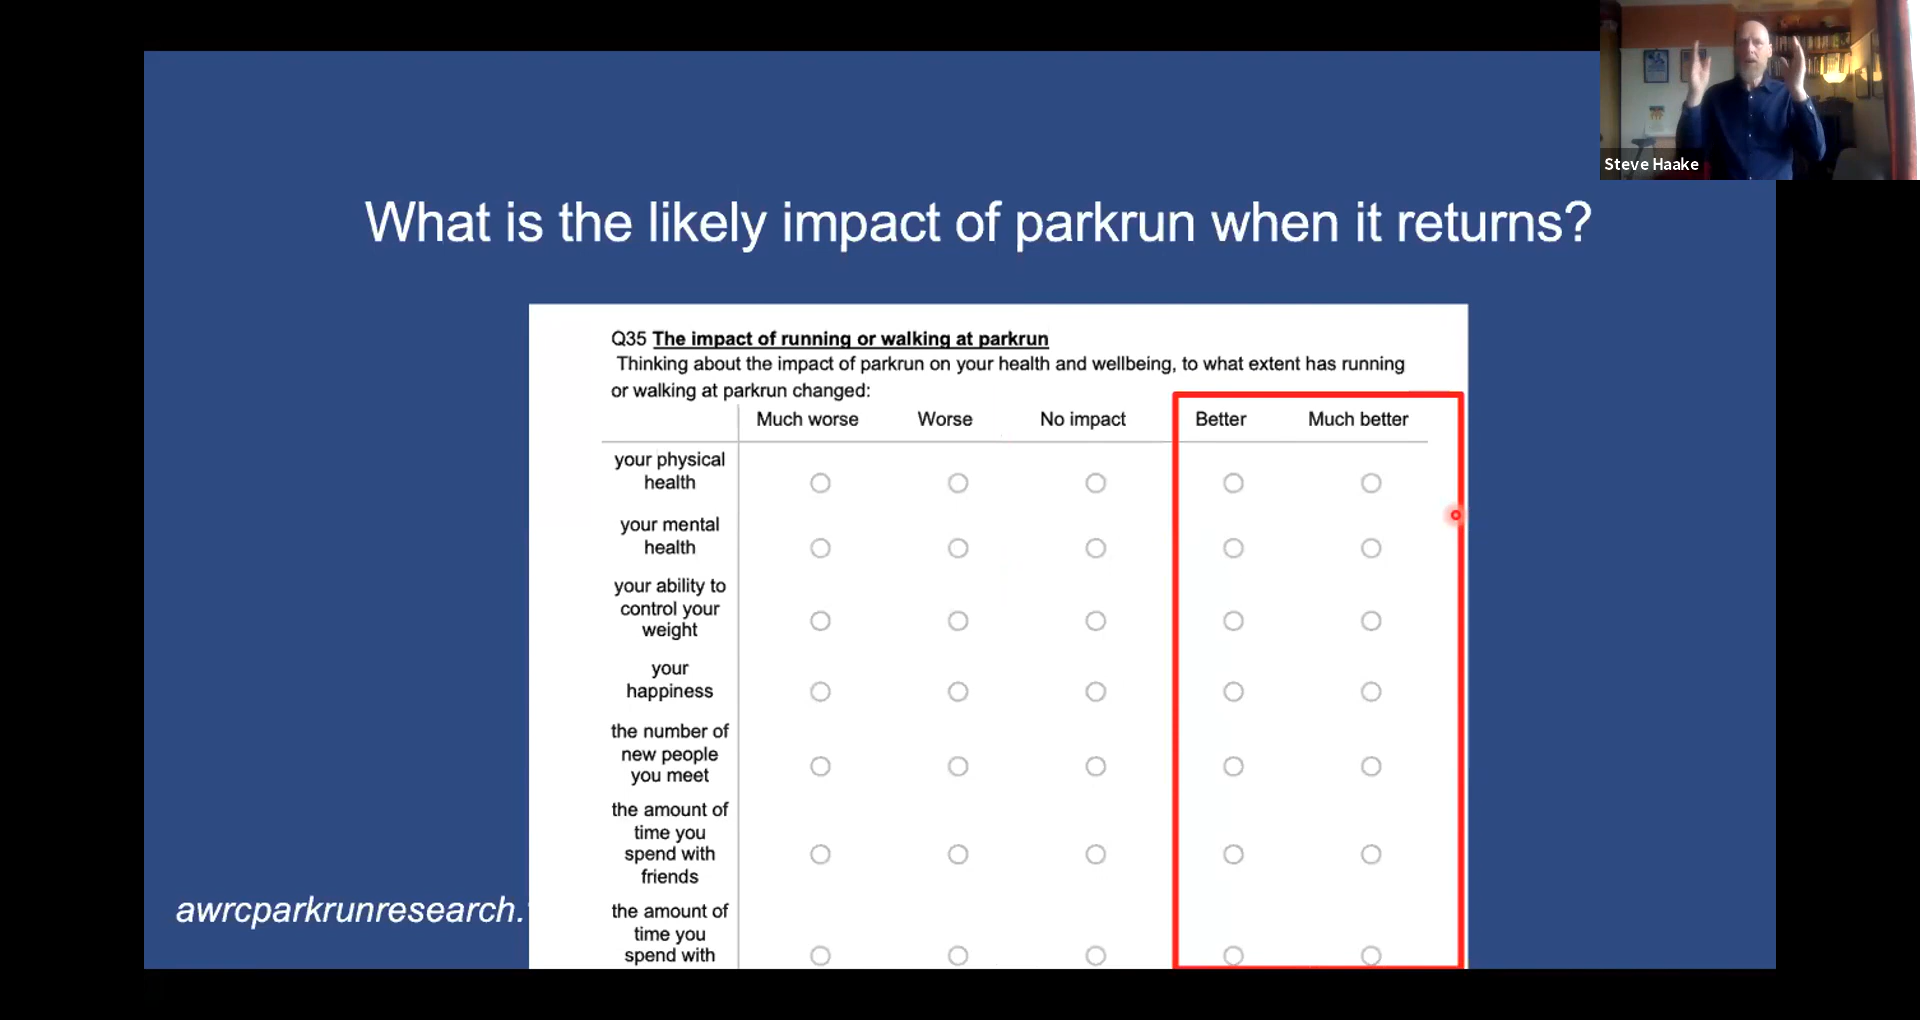 Steve Haake
What is the likely impact of parkrun when it returns?
Q35 The impact of running or walking at parkrun
Thinking about the impact of parkrun on your health and wellbeing, to what extent has running
or walking at parkrun changed:
Much worse Worse No impact Better Much better
your physical
health
your mental
health
your ability to
control your
weight
your
happiness
the number of
new people
you meet
the amount of
time you
spend with
friends
the amount of
time you
spend with
awrcparkrunresearch.